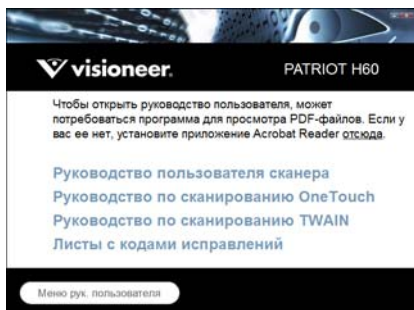 visioneer.
PATRIOT H60
Чтобы открыть руководство пользователя, может
потребоваться программа для просмотра PDF-файлов. Если у
вас ее нет, установите приложение Acrobat Reader отсюда.
Руководство пользователя сканера
Руководство по сканированию OneTouch
Руководство по сканированию TWAIN
Листы с кодами исправлений
Меню рук. пользователя